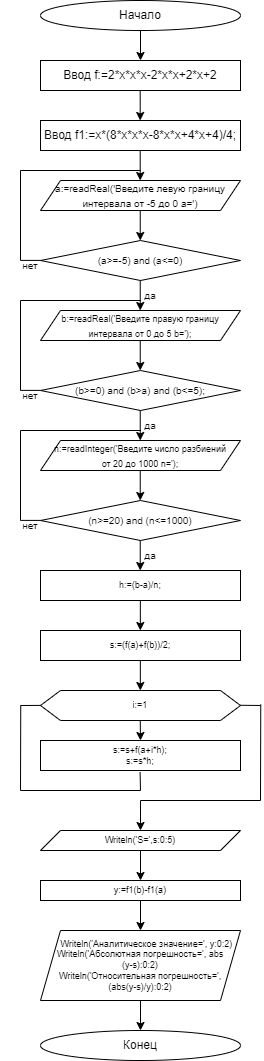 Начало
Ввод f:=2*x*x*x-2*x*x+2*x+2
Ввод f1:=x*(8*x*x*x-8*x*x+4*x+4)/4;
a:=readReal('Введите левую границу
интервала от -5 до 0 a=')
(a>=-5) and (a<=0)
нет
да
b:=readReal('Введите правую границу
интервала от 0 до 5 b=');
(b>=0) and (b>a) and (b<=5);
нет
да
n:=readInteger('Введите число разбиений
от 20 до 1000 n=');
(n>=20) and (n<=1000)
нет
да
h:=(b-a)/n;
s:=(f(a)+f(b))/2;
i:=1
s:=s+f(a+i*h);
s:=s*h;
Writeln('S=',s:0:5)
y:=f1(b)-f1(a)
Writeln('Аналитическое значение=', y:0:2)
Writeln('Абсолютная погрешность=', abs
(y-s):0:2)
Writeln('Относительная погрешность=',
(abs(y-s)/y):0:2)
Конец